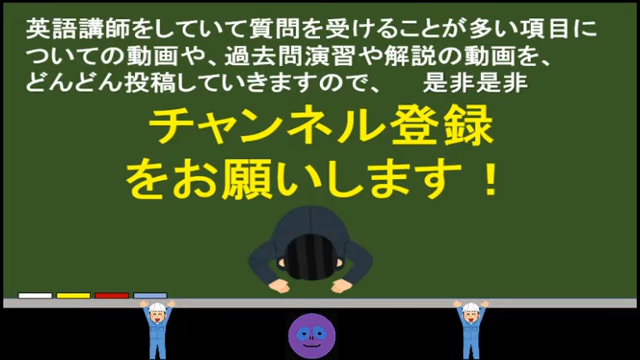 英語講師をしていて質問を受けることが多い項目に
ついての動画や、過去問演習や解説の動画を、
どんどん投稿していきますので、　是非是非
チャンネル登録
をお願いします！